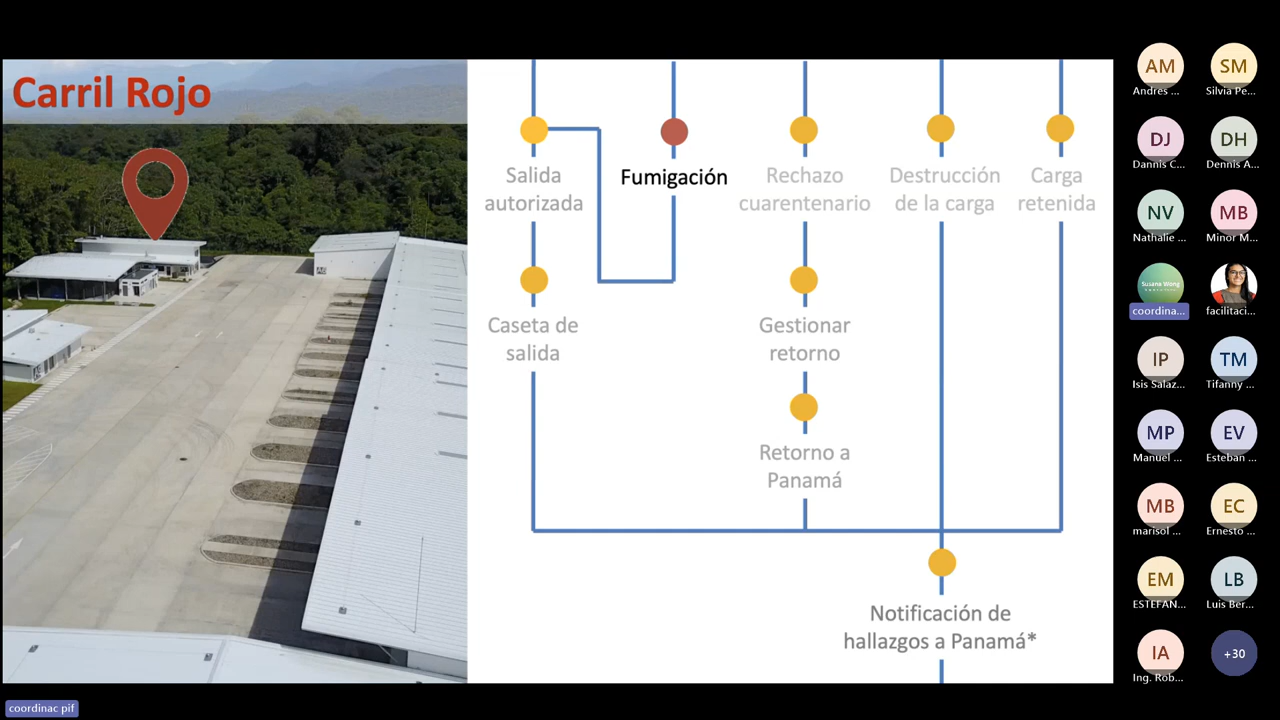 Carril Rojo
Salida
autorizada
Fumigación
Rechazo
cuarentenario
Destrucción
de la carga
Carga
retenida
Caseta de
salida
Gestionar
retorno
Retorno a
Panamá
Notificación de
hallazgos a Panamá*
AM
Andres ...
SM
Silvia Pe...
DJ
Dannis C...
DH
Dennis A...
NV
Nathalie ...
MB
Minor M...
Susana Wong
coordina...
facilitaci...
IP
Isis Salaz...
TM
Tifanny ...
MP
Manuel ...
EV
Esteban ...
MB
marisol ...
EC
Ernesto ...
EM
ESTEFAN...
LB
Luis Ber...
IA
Ing. Rob...
+30
coordinac pif